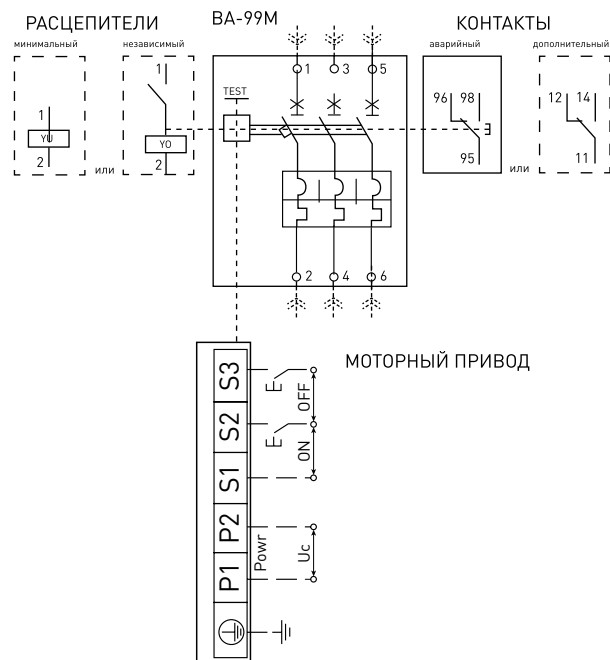 РАСЦЕПИТЕЛИ
ВА-99М
КОНТАКТЫ
минимальный
независимый
аварийный
дополнительный
1
YU
2
или
1
YO
2
TEST
1
3
5
2
4
6
96
98
95
или
12
14
11
МОТОРНЫЙ ПРИВОД
S3
S2
S1
P2
P1
OFF
ON
Powr
Uc